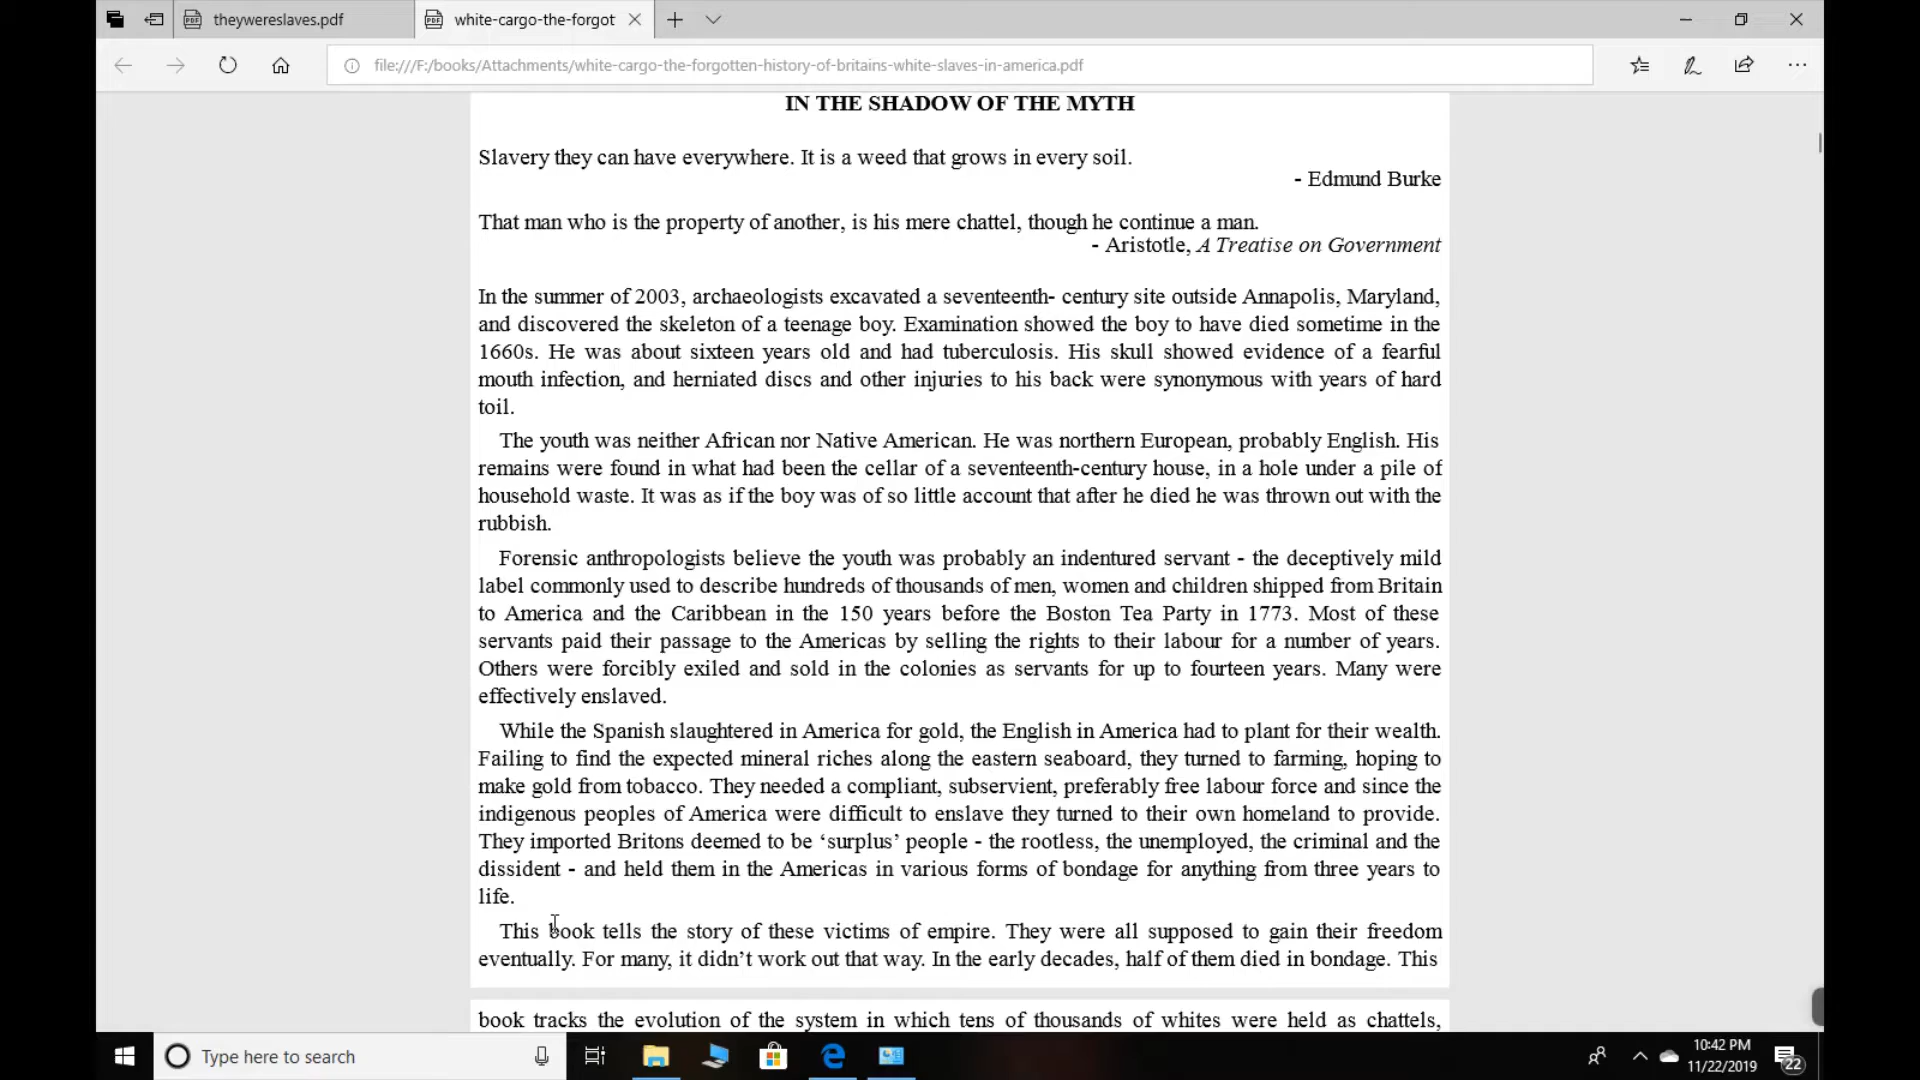 theywereslaves.pdf
white-cargo-the-forgot
file:///F:/books/Attachments/white-cargo-the-forgotten-history-of-britains-white-slaves-in-america.pdf
IN THE SHADOW OF THE MYTH
Slavery they can have everywhere. It is a weed that grows in every soil.
- Edmund Burke
That man who is the property of another, is his mere chattel, though he continue a man.
- Aristotle, A Treatise on Government
In the summer of 2003, archaeologists excavated a seventeenth- century site outside Annapolis, Maryland,
and discovered the skeleton of a teenage boy. Examination showed the boy to have died sometime in the
1660s. He was about sixteen years old and had tuberculosis. His skull showed evidence of a fearful
mouth infection, and herniated discs and other injuries to his back were synonymous with years of hard
toil.
The youth was neither African nor Native American. He was northern European, probably English. His
remains were found in what had been the cellar of a seventeenth-century house, in a hole under a pile of
household waste. It was as if the boy was of so little account that after he died he was thrown out with the
rubbish.
Forensic anthropologists believe the youth was probably an indentured servant - the deceptively mild
label commonly used to describe hundreds of thousands of men, women and children shipped from Britain
to America and the Caribbean in the 150 years before the Boston Tea Party in 1773. Most of these
servants paid their passage to the Americas by selling the rights to their labour for a number of years.
Others were forcibly exiled and sold in the colonies as servants for up to fourteen years. Many were
effectively enslaved.
While the Spanish slaughtered in America for gold, the English in America had to plant for their wealth.
Failing to find the expected mineral riches along the eastern seaboard, they turned to farming, hoping to
make gold from tobacco. They needed a compliant, subservient, preferably free labour force and since the
indigenous peoples of America were difficult to enslave they turned to their own homeland to provide.
They imported Britons deemed to be ‘surplus’ people - the rootless, the unemployed, the criminal and the
dissident - and held them in the Americas in various forms of bondage for anything from three years to
life.
This book tells the story of these victims of empire. They were all supposed to gain their freedom
eventually. For many, it didn’t work out that way. In the early decades, half of them died in bondage. This
book tracks the evolution of the system in which tens of thousands of whites were held as chattels,
Type here to search
10:42 PM
11/22/2019
22